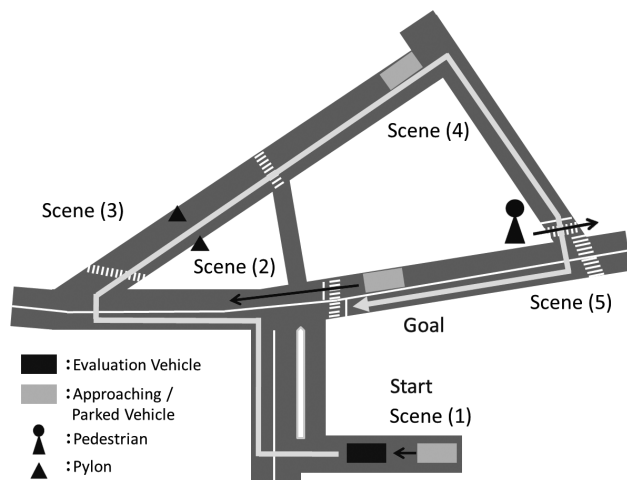 Scene (4)
Scene (3)
Scene (2)
Scene (5)
Goal
Start
Scene (1)
: Evaluation Vehicle
: Approaching /
Parked Vehicle
: Pedestrian
: Pylon